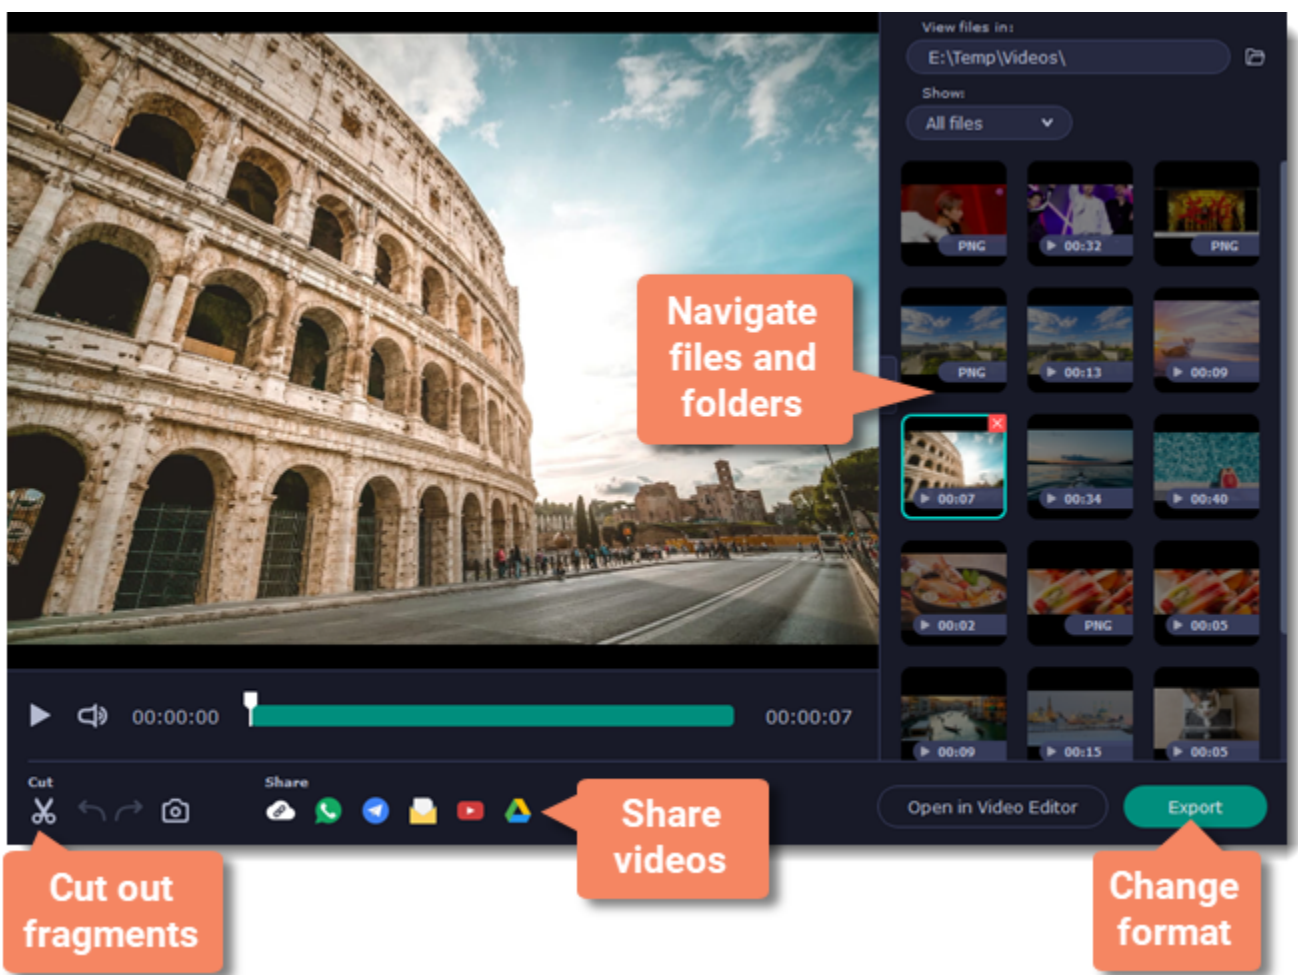 View files in:
E:\Temp\Videos\
Show:
All files
PNG
00:32
PNG
Navigate
files and
folders
PNG
00:13
00:09
00:07
00:34
00:40
00:02
PNG
00:05
00:09
00:15
00:05
00:00:00
00:00:07
Cut
Share
Share
videos
Open in Video Editor
Export
Cut out
fragments
Change
format